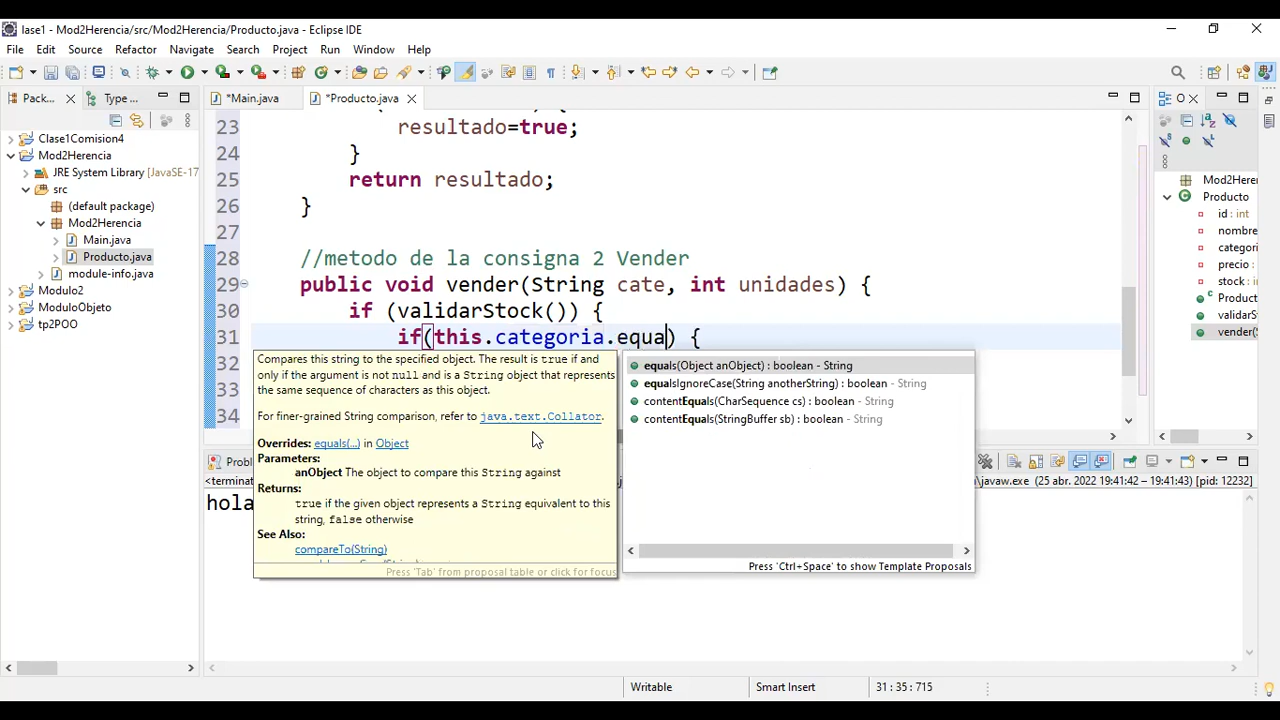 lase1 - Mod2Herencia/src/Mod2Herencia/Producto.java - Eclipse IDE
File Edit Source Refactor Navigate Search Project Run Window Help
Pack... Type ... *Main.java *Producto.java O
Clase1Comision4
Mod2Herencia
JRE System Library [JavaSE-17
src
(default package)
Mod2Herencia
Main.java
Producto.java
module-info.java
Modulo2
ModuloObjeto
tp2POO
23 resultado=true;
24 }
25 return resultado;
26 }
27
28 //metodo de la consigna 2 Vender
29 public void vender(String cate, int unidades) {
30 if (validarStock()) {
31 if(this.categoria.equa) {
32
33
34
Compares this string to the specified object. The result is true if and
only if the argument is not null and is a String object that represents
the same sequence of characters as this object.
For finer-grained String comparison, refer to java.text.Collator.
Overrides: equals(...) in Object
Parameters:
anObject The object to compare this String against
Returns:
true if the given object represents a String equivalent to this
string, false otherwise
See Also:
compareTo(String)
Press 'Tab' from proposal table or click for focus
equals(Object anObject) : boolean - String
equalsIgnoreCase(String anotherString) : boolean - String
contentEquals(CharSequence cs) : boolean - String
contentEquals(StringBuffer sb) : boolean - String
Press 'Ctrl+Space' to show Template Proposals
Mod2Herer
Producto
id : int
nombre
categori
precio :
stock : i
Product
validarS
vender(S
Probl
<terminat
\javaw.exe (25 abr. 2022 19:41:42 – 19:41:43) [pid: 12232]
hola
Writable Smart Insert 31 : 35 : 715